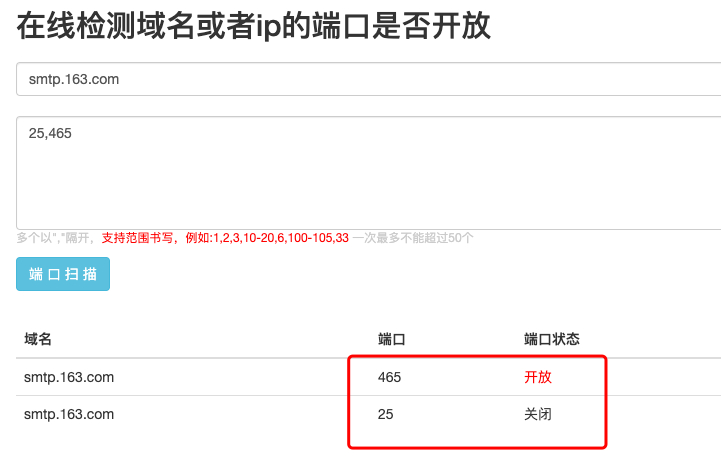 在线检测域名或者ip的端口是否开放
smtp.163.com
25,465
多个以","隔开，支持范围书写，例如:1,2,3,10-20,6,100-105,33 一次最多不能超过50个
端 口 扫 描
域名 端口 端口状态
smtp.163.com 465 开放
smtp.163.com 25 关闭